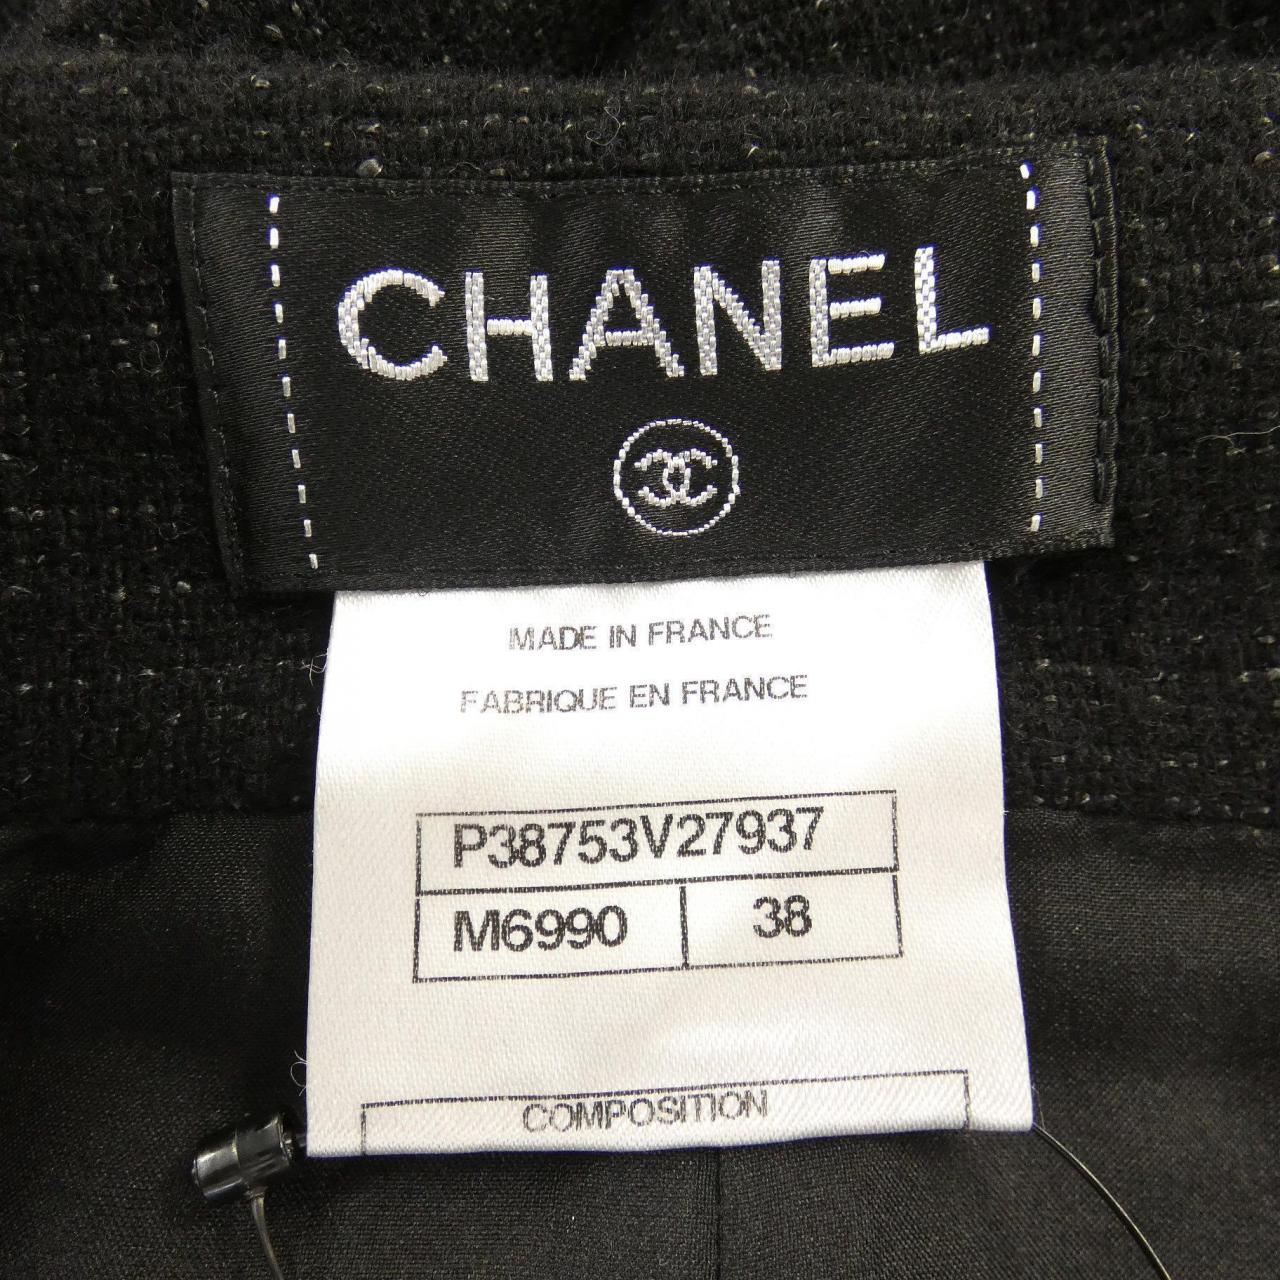 CHANEL
MADE IN FRANCE
FABRIQUE EN FRANCE
P38753V27937
M6990 38
COMPOSITION